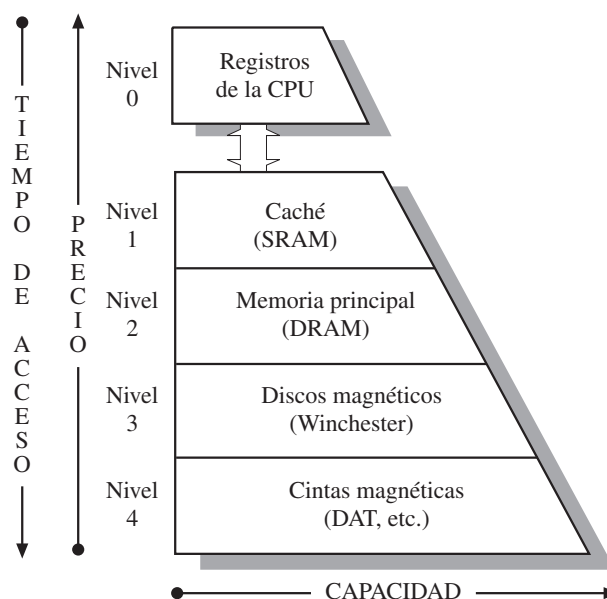 TIEMPO DE ACCESO
PRECIO
Nivel
0
Registros
de la CPU
Nivel
1
Caché
(SRAM)
Nivel
2
Memoria principal
(DRAM)
Nivel
3
Discos magnéticos
(Winchester)
Nivel
4
Cintas magnéticas
(DAT, etc.)
CAPACIDAD